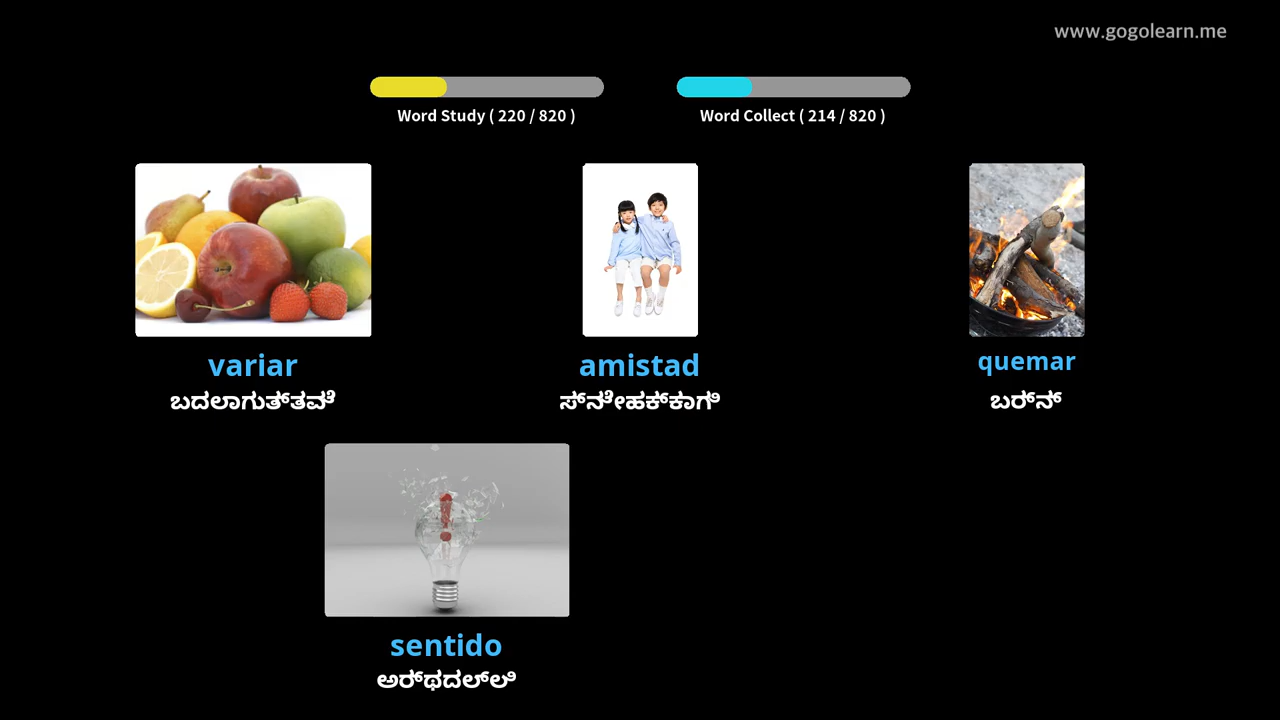 www.gogolearn.me
Word Study ( 220 / 820 )
Word Collect ( 214 / 820 )
variar
amistad
quemar
ಬದಲಾಗುತ್ತವೆ
ಸ್ನೇಹಕ್ಕಾಗಿ
ಬರ್ನ್
sentido
ಅರ್ಥದಲ್ಲಿ